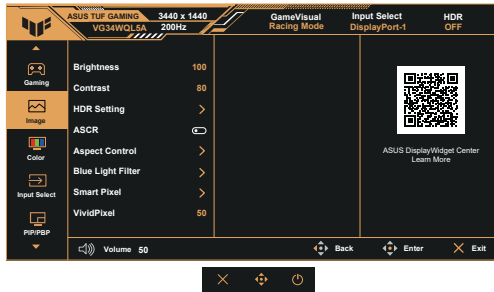 ASUS TUF GAMING 3440 x 1440
VG34WQL5A 200Hz
GameVisual
Racing Mode
Input Select
DisplayPort-1
HDR
OFF
Gaming
Image
Color
Input Select
PIP/PBP
Brightness 100
Contrast 80
HDR Setting
ASCR
Aspect Control
Blue Light Filter
Smart Pixel
VividPixel 50
ASUS DisplayWidget Center
Learn More
Volume 50
Back
Enter
Exit